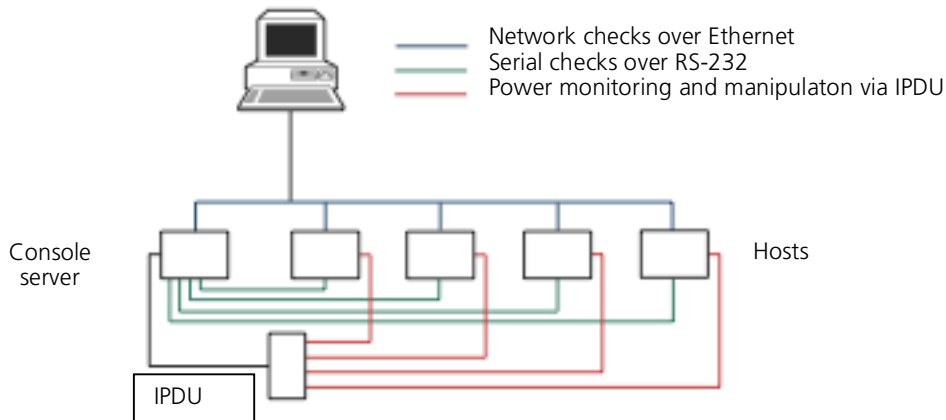 Network checks over Ethernet
Serial checks over RS-232
Power monitoring and manipulaton via IPDU
Console
server
Hosts
IPDU